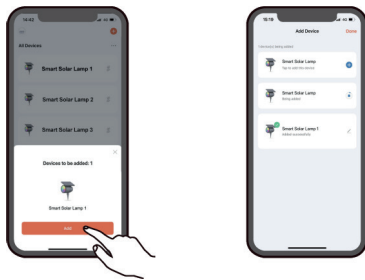 14:42
4G
All Devices
Smart Solar Lamp 1
Smart Solar Lamp 2
Smart Solar Lamp 3
Devices to be added: 1
Smart Solar Lamp 1
Add
4G
Add Device
Done
Smart Solar Lamp
Tap to add the device
Smart Solar Lamp
Being added
Smart Solar Lamp 1
Added successfully